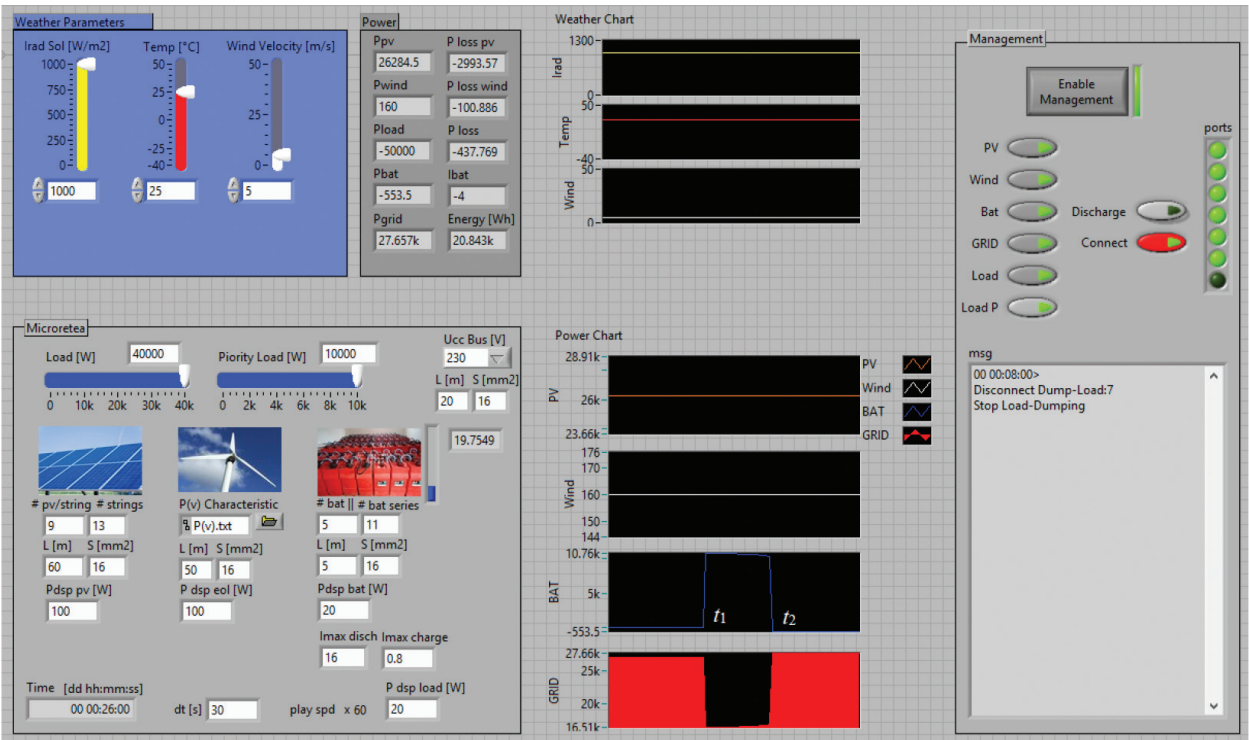 Weather Parameters
Irad Sol [W/m2]
Temp [°C]
Wind Velocity [m/s]
1000
750
500
250
0
50
25
0
-25
-40
50
25
0
1000
25
5
Power
Ppv
P loss pv
26284.5
-2993.57
Pwind
P loss wind
160
-100.886
Pload
P loss
-50000
-437.769
Pbat
Ibat
-553.5
-4
Pgrid
Energy [Wh]
27.657k
20.843k
Weather Chart
1300
Irad
0
50
Temp
-40
50
Wind
0
Management
Enable
Management
ports
PV
Wind
Bat
Discharge
GRID
Connect
Load
Load P
msg
00 00:08:00>
Disconnect Dump-Load:7
Stop Load-Dumping
Microretea
Load [W]
40000
0 10k 20k 30k 40k
Piority Load [W]
10000
0 2k 4k 6k 8k 10k
Ucc Bus [V]
230
L [m] S [mm2]
20 16
19.7549
# pv/string # strings
9 13
L [m] S [mm2]
60 16
Pdsp pv [W]
100
P(v) Characteristic
P(v).txt
L [m] S [mm2]
50 16
P dsp eol [W]
100
# bat || # bat series
5 11
L [m] S [mm2]
5 16
Pdsp bat [W]
20
Imax disch Imax charge
16 0.8
Time [dd hh:mm:ss]
00 00:26:00
dt [s] 30
play spd x 60
P dsp load [W]
20
Power Chart
28.91k
PV
26k
23.66k
176
170
Wind
160
150
144
10.76k
BAT
5k
-553.5
t1
t2
27.66k
25k
GRID
20k
16.51k
PV
Wind
BAT
GRID